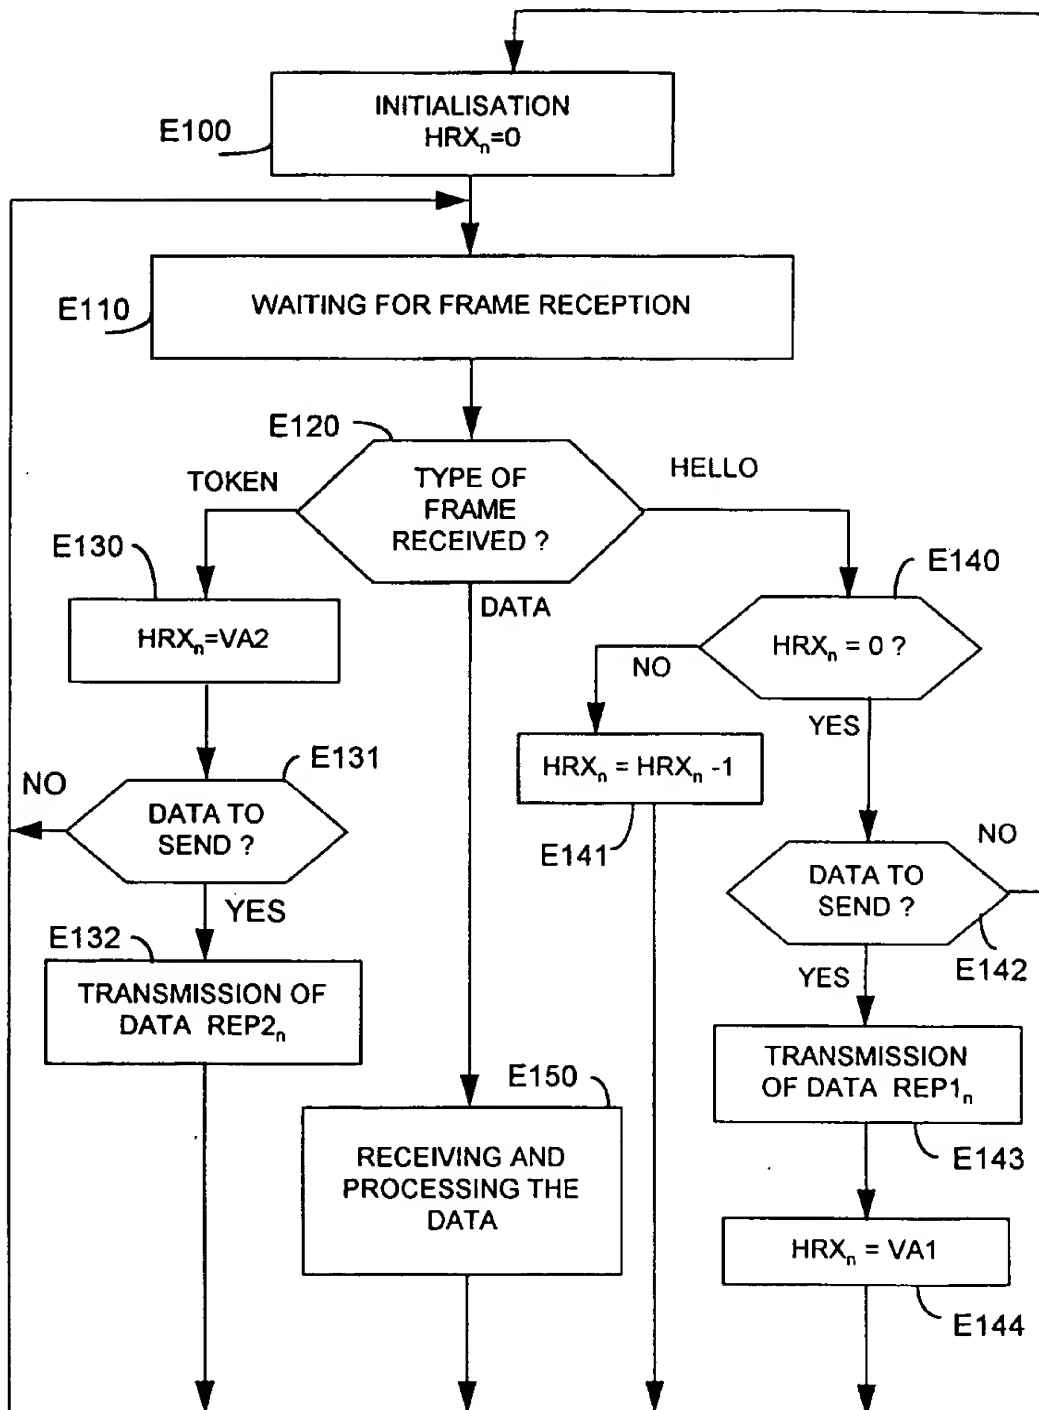 INITIALISATION
HRXn=0
E100
WAITING FOR FRAME RECEPTION
E110
E120
TOKEN
TYPE OF
FRAME
RECEIVED ?
HELLO
E130
HRXn=VA2
DATA
E140
HRXn = 0 ?
NO
YES
HRXn = HRXn -1
E141
E131
NO
DATA TO
SEND ?
YES
DATA TO
SEND ?
NO
E142
YES
E132
TRANSMISSION OF
DATA REP2n
TRANSMISSION
OF DATA REP1n
E143
E150
RECEIVING AND
PROCESSING THE
DATA
HRXn = VA1
E144